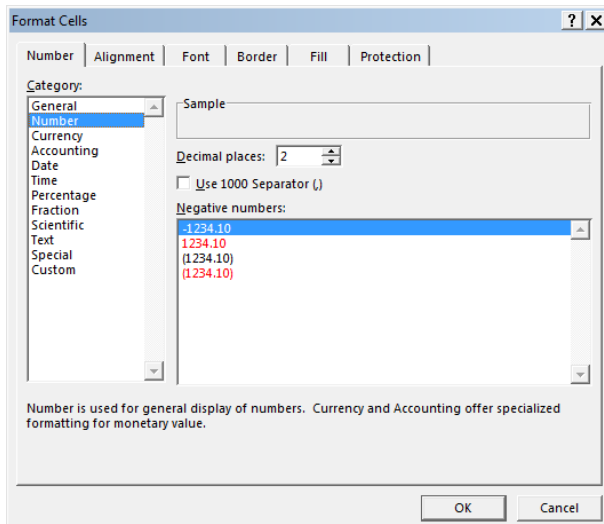 Format Cells
? X
Number Alignment Font Border Fill Protection
Category:
General
Number
Currency
Accounting
Date
Time
Percentage
Fraction
Scientific
Text
Special
Custom
Sample
Decimal places: 2
Use 1000 Separator (,)
Negative numbers:
-1234.10
1234.10
(1234.10)
(1234.10)
Number is used for general display of numbers. Currency and Accounting offer specialized
formatting for monetary value.
OK Cancel